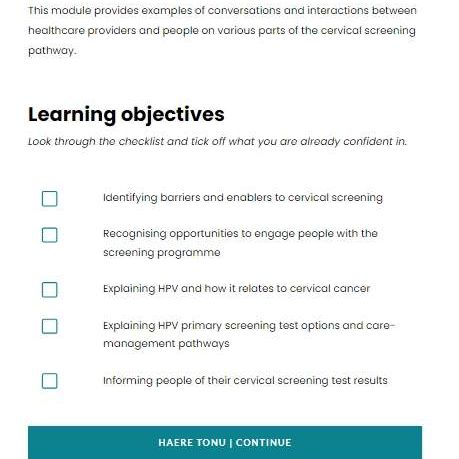 This module provides examples of conversations and interactions between
healthcare providers and people on various parts of the cervical screening
pathway.
Learning objectives
Look through the checklist and tick off what you are already confident in.
Identifying barriers and enablers to cervical screening
Recognising opportunities to engage people with the
screening programme
Explaining HPV and how it relates to cervical cancer
Explaining HPV primary screening test options and care-
management pathways
Informing people of their cervical screening test results
HAERE TONU | CONTINUE